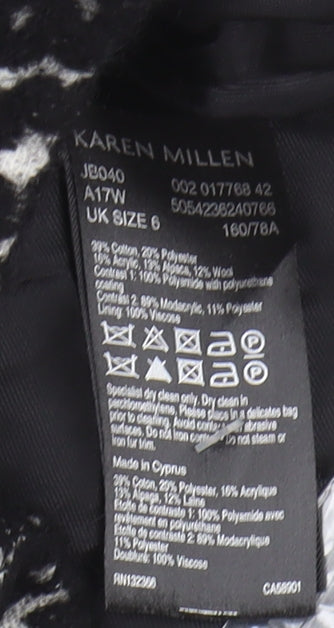 KAREN MILLEN
JB040 002 017768 42
A17W 5054236240766
UK SIZE 6 160/78A
39% Cotton, 20% Polyester
16% Acrylic, 13% Alpaca, 12% Wool
Contrast 1: 100% Polyamide with polyurethane
coating
Contrast 2: 89% Modacrylic, 11% Polyester
Lining: 100% Viscose
P
P
Specialist dry clean only. Dry clean in
perchloroethylene. Please place in a delicates bag
prior to cleaning. Avoid abrasive
surfaces. Do not iron Do not steam or
iron fur trim.
Made in Cyprus
39% Coton, 20% Polyester, 16% Acrylique
13% Alpaga, 12% Laine
Etoffe de contraste 1: 100% Polyamide avec
revêtement en polyuréthane
Etoffe de contraste 2: 89% Modacrylique
11% Polyester
Doublure: 100% Viscose
RN132366 CA56901